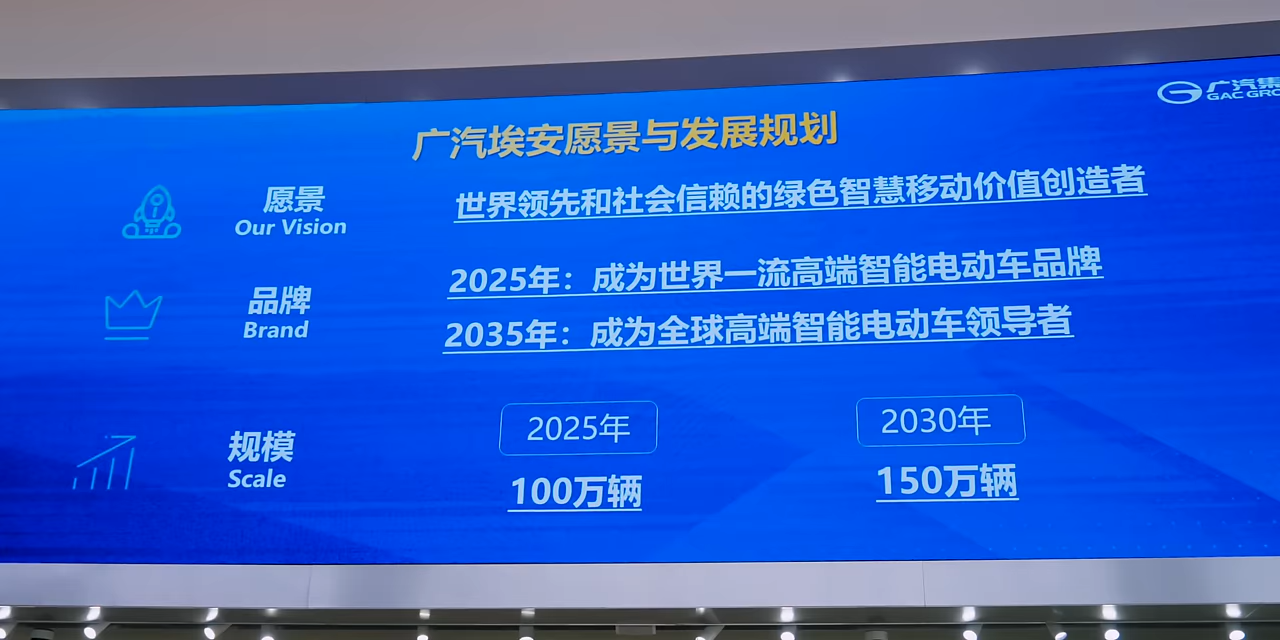 广汽集
GAC GRO
广汽埃安愿景与发展规划
愿景
Our Vision
世界领先和社会信赖的绿色智慧移动价值创造者
品牌
Brand
2025年：成为世界一流高端智能电动车品牌
2035年：成为全球高端智能电动车领导者
规模
Scale
2025年
100万辆
2030年
150万辆